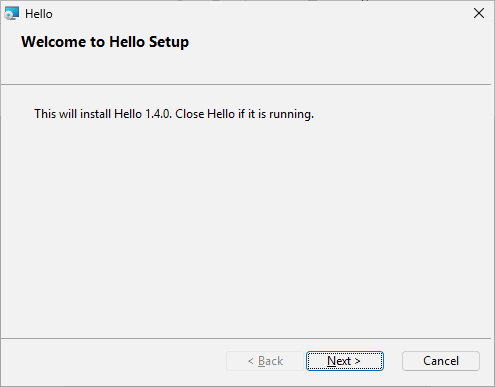 Hello
Welcome to Hello Setup
This will install Hello 1.4.0. Close Hello if it is running.
< Back
Next >
Cancel